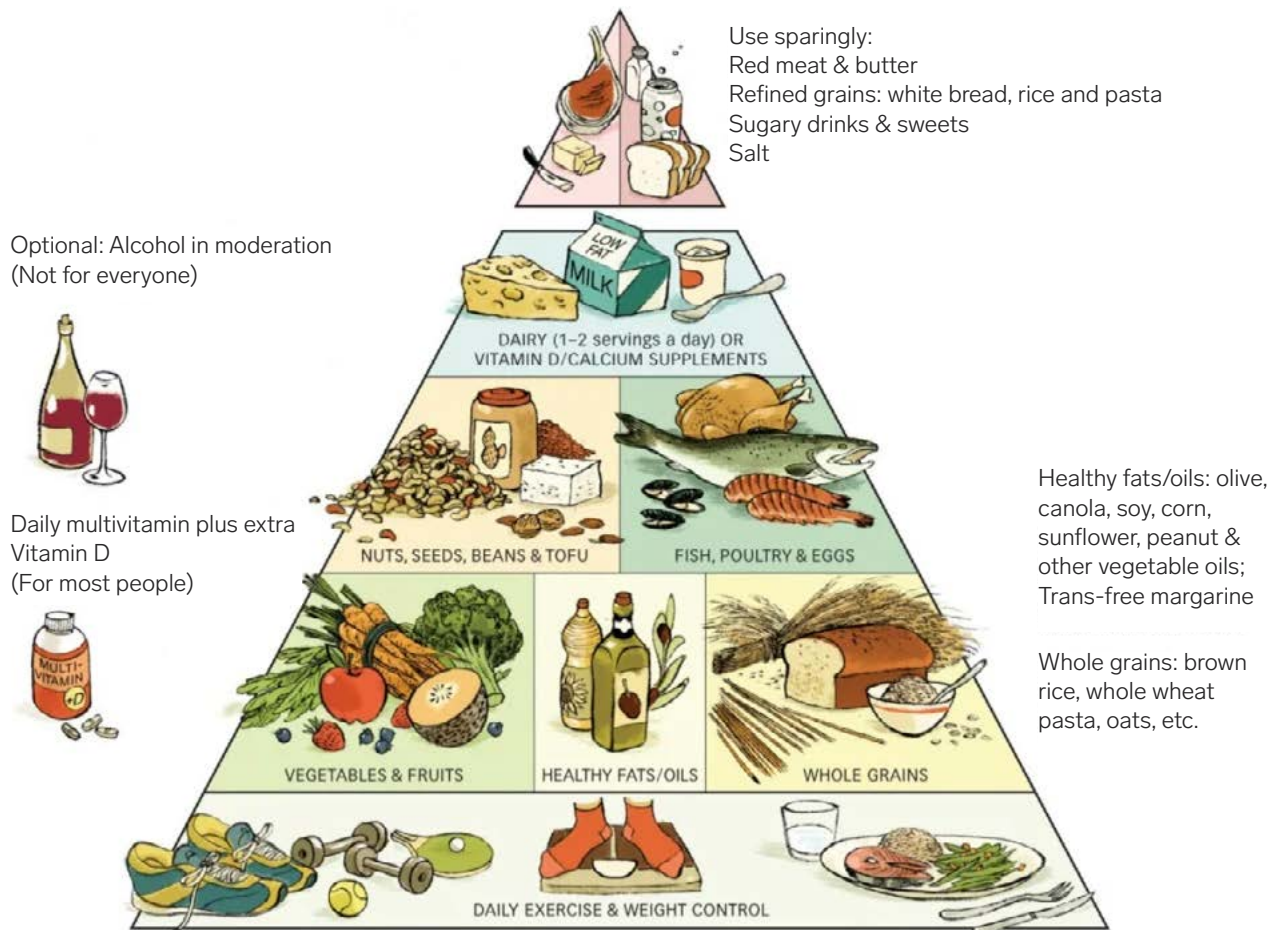 Use sparingly:
Red meat & butter
Refined grains: white bread, rice and pasta
Sugary drinks & sweets
Salt
Optional: Alcohol in moderation
(Not for everyone)
LOW
FAT
MILK
DAIRY (1–2 servings a day) OR
VITAMIN D/CALCIUM SUPPLEMENTS
NUTS, SEEDS, BEANS & TOFU
FISH, POULTRY & EGGS
Daily multivitamin plus extra
Vitamin D
(For most people)
MULTI-
VITAMIN
+D
Healthy fats/oils: olive,
canola, soy, corn,
sunflower, peanut &
other vegetable oils;
Trans-free margarine
Whole grains: brown
rice, whole wheat
pasta, oats, etc.
VEGETABLES & FRUITS
HEALTHY FATS/OILS
WHOLE GRAINS
DAILY EXERCISE & WEIGHT CONTROL